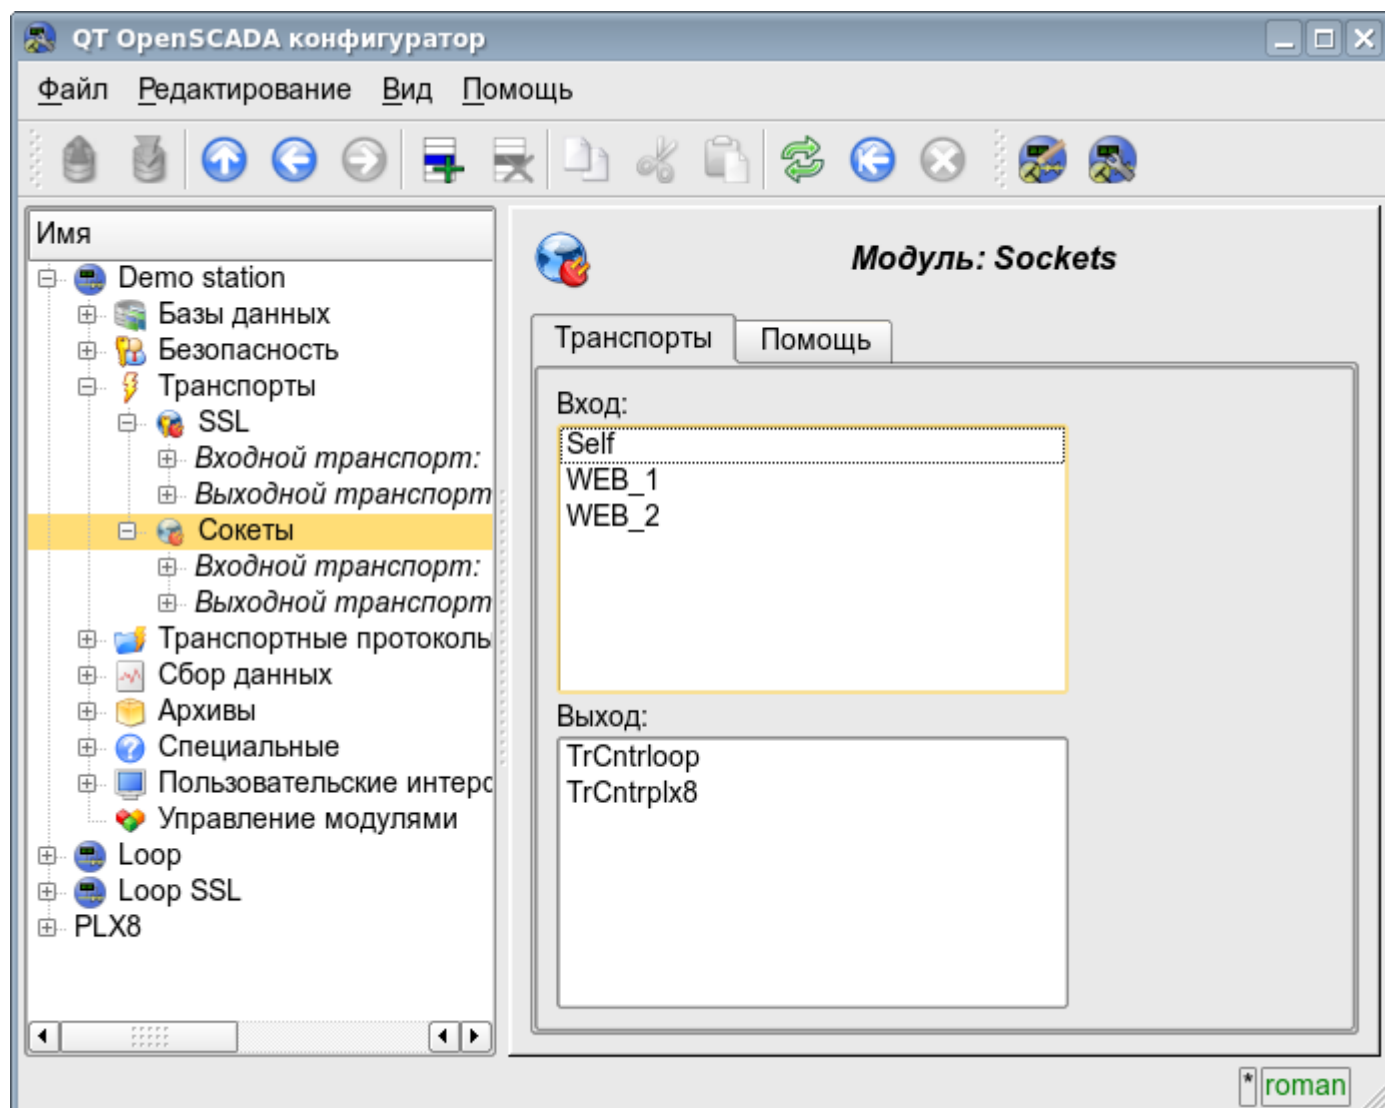 QT OpenSCADA конфигуратор
Файл Редактирование Вид Помощь
Имя
Demo station
Базы данных
Безопасность
Транспорты
SSL
Входной транспорт:
Выходной транспорт
Сокеты
Входной транспорт:
Выходной транспорт
Транспортные протоколы
Сбор данных
Архивы
Специальные
Пользовательские интерс
Управление модулями
Loop
Loop SSL
PLX8
Модуль: Sockets
Транспорты Помощь
Вход:
Self
WEB_1
WEB_2
Выход:
TrCntrloop
TrCntrplx8
* roman